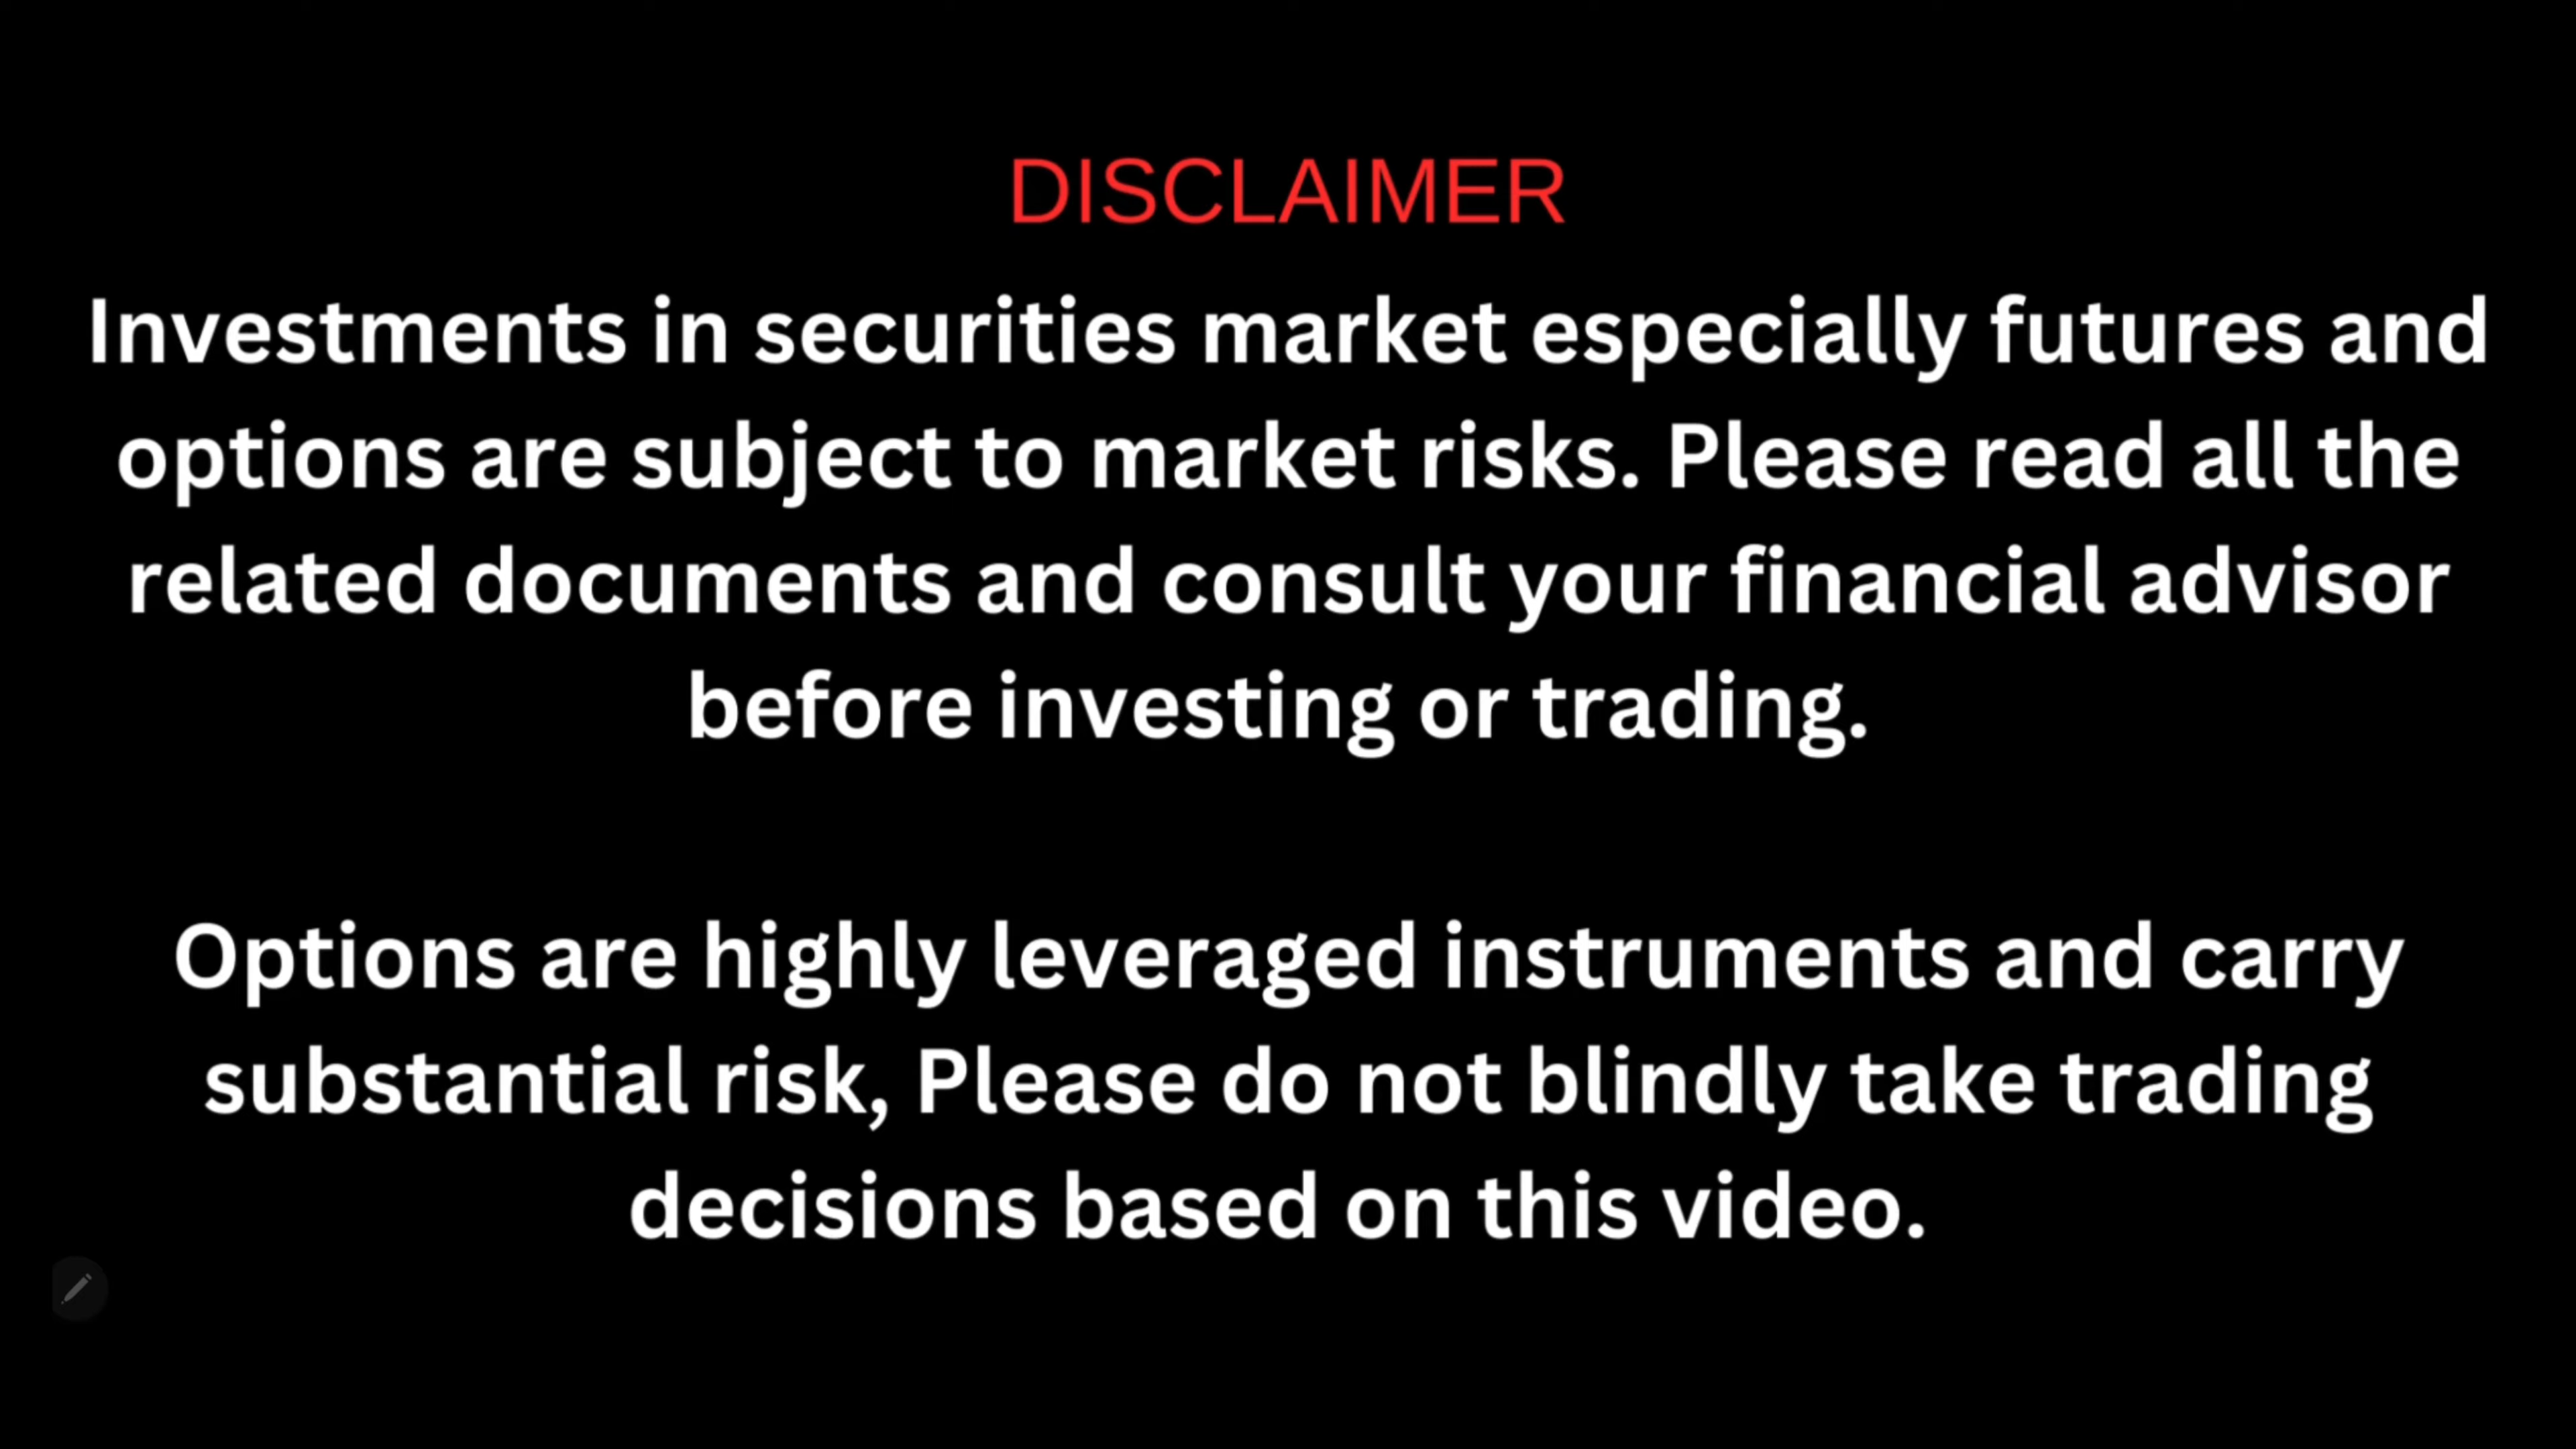 DISCLAIMER
Investments in securities market especially futures and
options are subject to market risks. Please read all the
related documents and consult your financial advisor
before investing or trading.
Options are highly leveraged instruments and carry
substantial risk, Please do not blindly take trading
decisions based on this video.